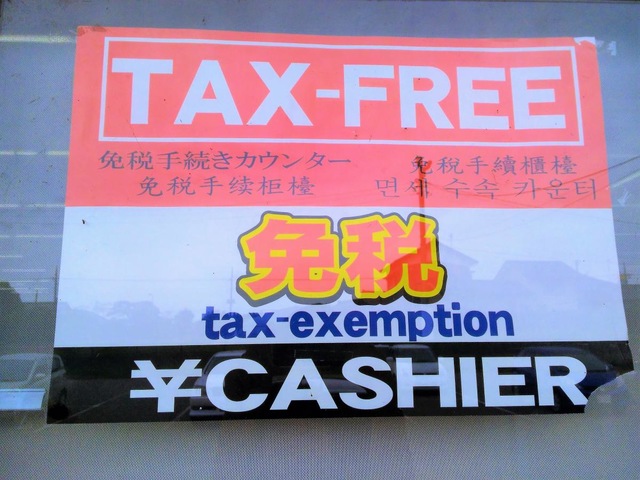 TAX-FREE
免税手続きカウンター 免稅手續櫃檯
免税手续柜檯 면세 수속 카운터
免税
tax-exemption
¥CASHIER